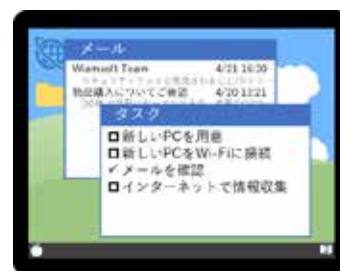 メール
Wiamsoft Team 4/21 16:30
物品購入についてご確認 4/20 13:21
タスク
新しいPCを用意
新しいPCをWi-Fiに接続
✓メールを確認
インターネットで情報収集